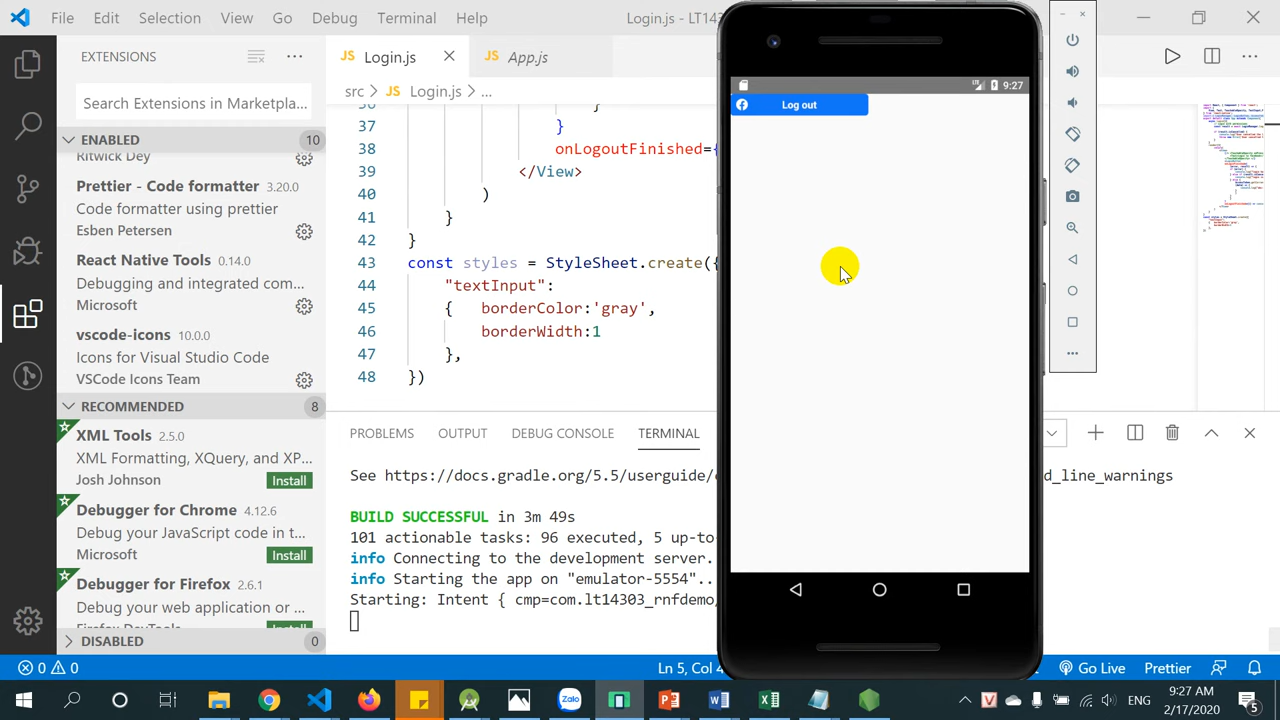 File Edit Selection View Go Debug Terminal Help Login.js - LT143
EXTENSIONS
Search Extensions in Marketpla...
ENABLED 10
Ritwick Dey
Prettier - Code formatter 3.20.0
Code formatter using prettier
Esben Petersen
React Native Tools 0.14.0
Debugging and integrated com...
Microsoft
vscode-icons 10.0.0
Icons for Visual Studio Code
VSCode Icons Team
RECOMMENDED 8
XML Tools 2.5.0
XML Formatting, XQuery, and XP...
Josh Johnson Install
Debugger for Chrome 4.12.6
Debug your JavaScript code in t...
Microsoft Install
Debugger for Firefox 2.6.1
Debug your web application or ...
Firefox DevTools Install
DISABLED 0
JS Login.js JS App.js
src > JS Login.js > ...
36 }
37 }
38 onLogoutFinished={
39 </View>
40 )
41 }
42 }
43 const styles = StyleSheet.create({
44 "textInput":
45 { borderColor:'gray',
46 borderWidth:1
47 },
48 })
PROBLEMS OUTPUT DEBUG CONSOLE TERMINAL
See https://docs.gradle.org/5.5/userguide/ d_line_warnings
BUILD SUCCESSFUL in 3m 49s
101 actionable tasks: 96 executed, 5 up-to-
info Connecting to the development server.
info Starting the app on "emulator-5554"..
Starting: Intent { cmp=com.lt14303_rnfdemo
9:27
Log out
0 0 Ln 5, Col 4 Go Live Prettier
Zalo
ENG 9:27 AM
2/17/2020 5